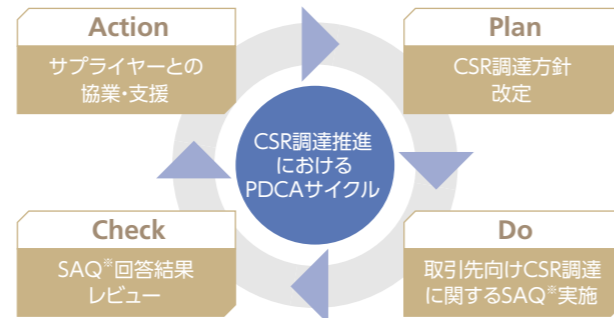 Action
サプライヤーとの
協業・支援
Plan
CSR調達方針
改定
CSR調達推進
における
PDCAサイクル
Check
SAQ※回答結果
レビュー
Do
取引先向けCSR調達
に関するSAQ※実施